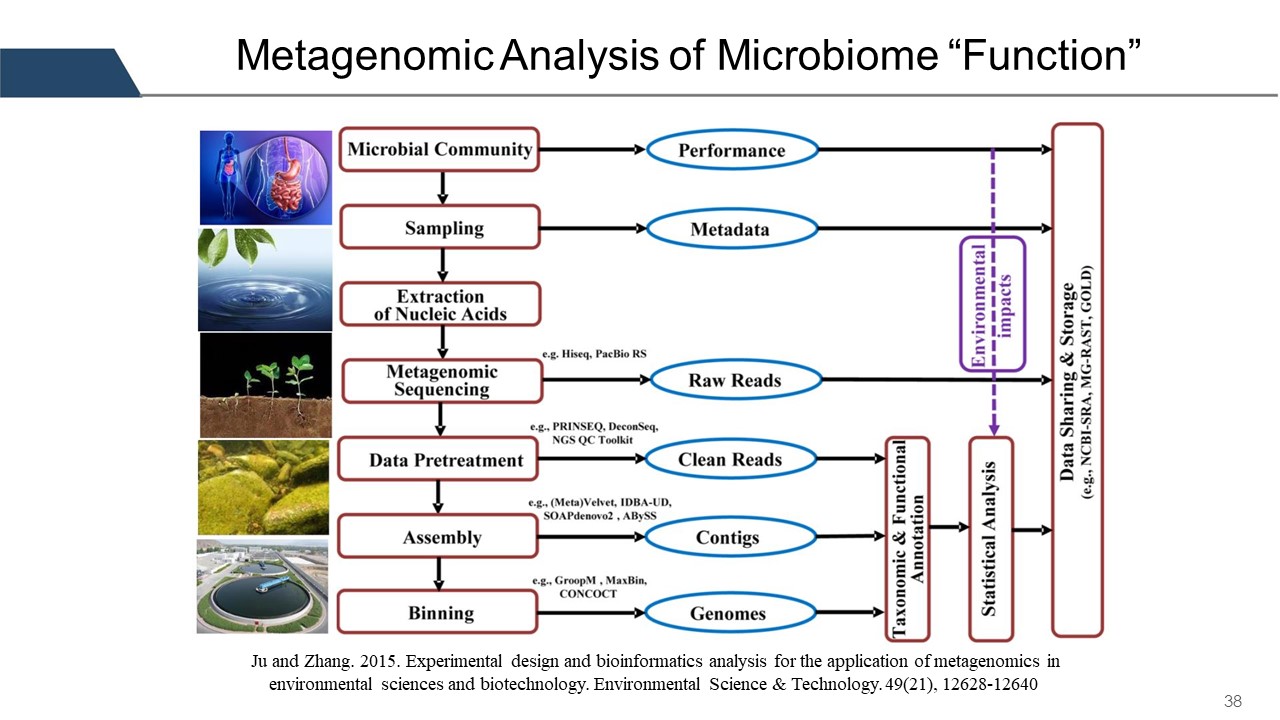 Metagenomic Analysis of Microbiome “Function”
Microbial Community
Performance
Sampling
Metadata
Extraction
of Nucleic Acids
Metagenomic
Sequencing
e.g. Hiseq, PacBio RS
Raw Reads
Data Pretreatment
e.g., PRINSEQ, DeconSeq,
NGS QC Toolkit
Clean Reads
Assembly
e.g., (Meta)Velvet, IDBA-UD,
SOAPdenovo2 , ABySS
Contigs
Binning
e.g., GroopM , MaxBin,
CONCOCT
Genomes
Taxonomic & Functional
Annotation
Statistical Analysis
Environmental
impacts
Data Sharing & Storage
(e.g., NCBI-SRA, MG-RAST, GOLD)
Ju and Zhang. 2015. Experimental design and bioinformatics analysis for the application of metagenomics in
environmental sciences and biotechnology. Environmental Science & Technology. 49(21), 12628-12640
38